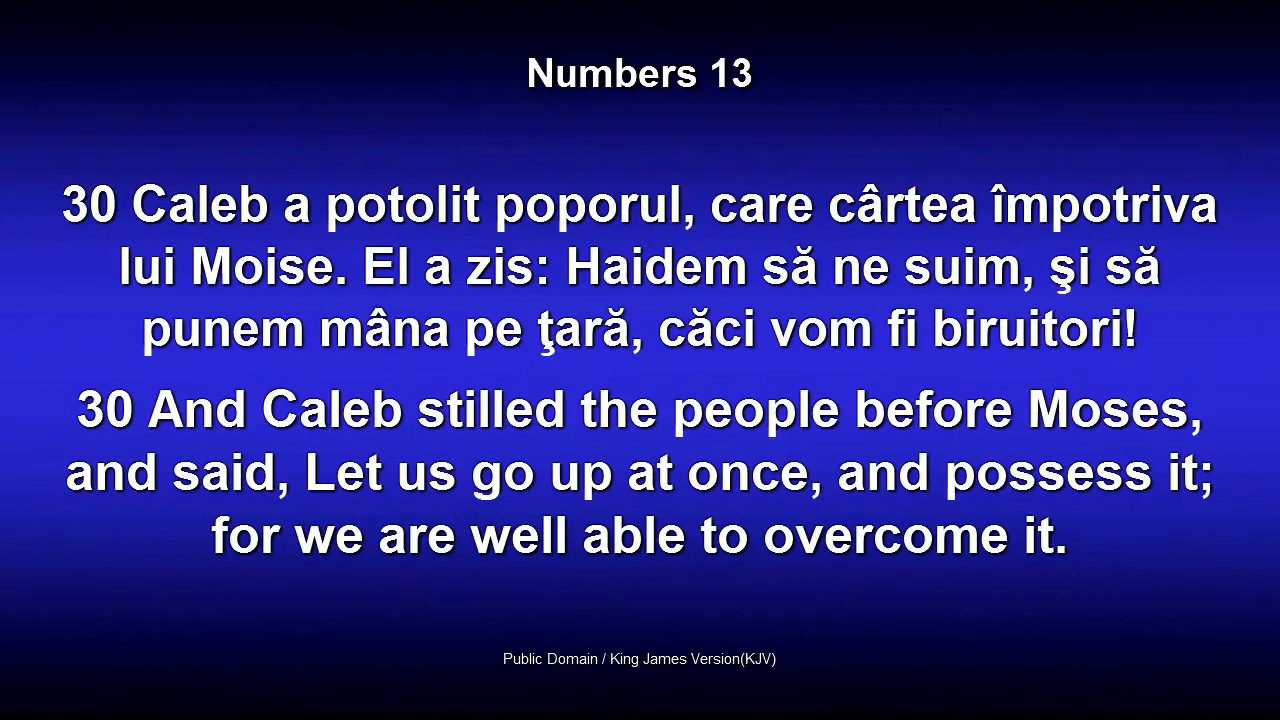 Numbers 13
30 Caleb a potolit poporul, care cârtea împotriva
lui Moise. El a zis: Haidem să ne suim, şi să
punem mâna pe ţară, căci vom fi biruitori!
30 And Caleb stilled the people before Moses,
and said, Let us go up at once, and possess it;
for we are well able to overcome it.
Public Domain / King James Version(KJV)